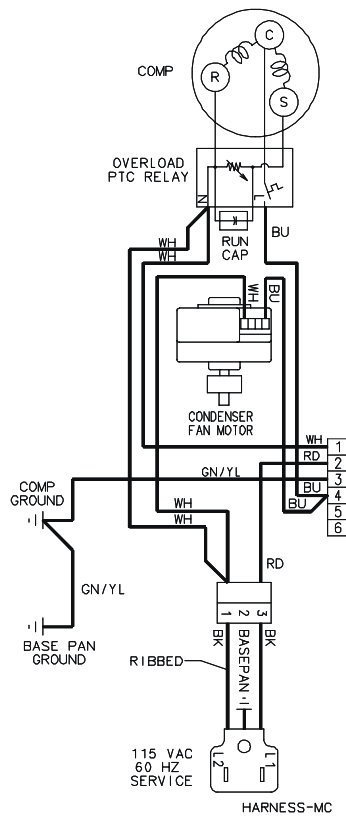 C
COMP
R
S
OVERLOAD
PTC RELAY
N
L
WH
WH
RUN
CAP
BU
WH
BU
CONDENSER
FAN MOTOR
WH
1
RD
2
GN/YL
3
BU
4
BU
5
6
COMP
GROUND
WH
WH
RD
GN/YL
BASE PAN
GROUND
1 2 3
BK
BASEPAN
BK
RIBBED
115 VAC
60 HZ
SERVICE
L2
L1
HARNESS-MC